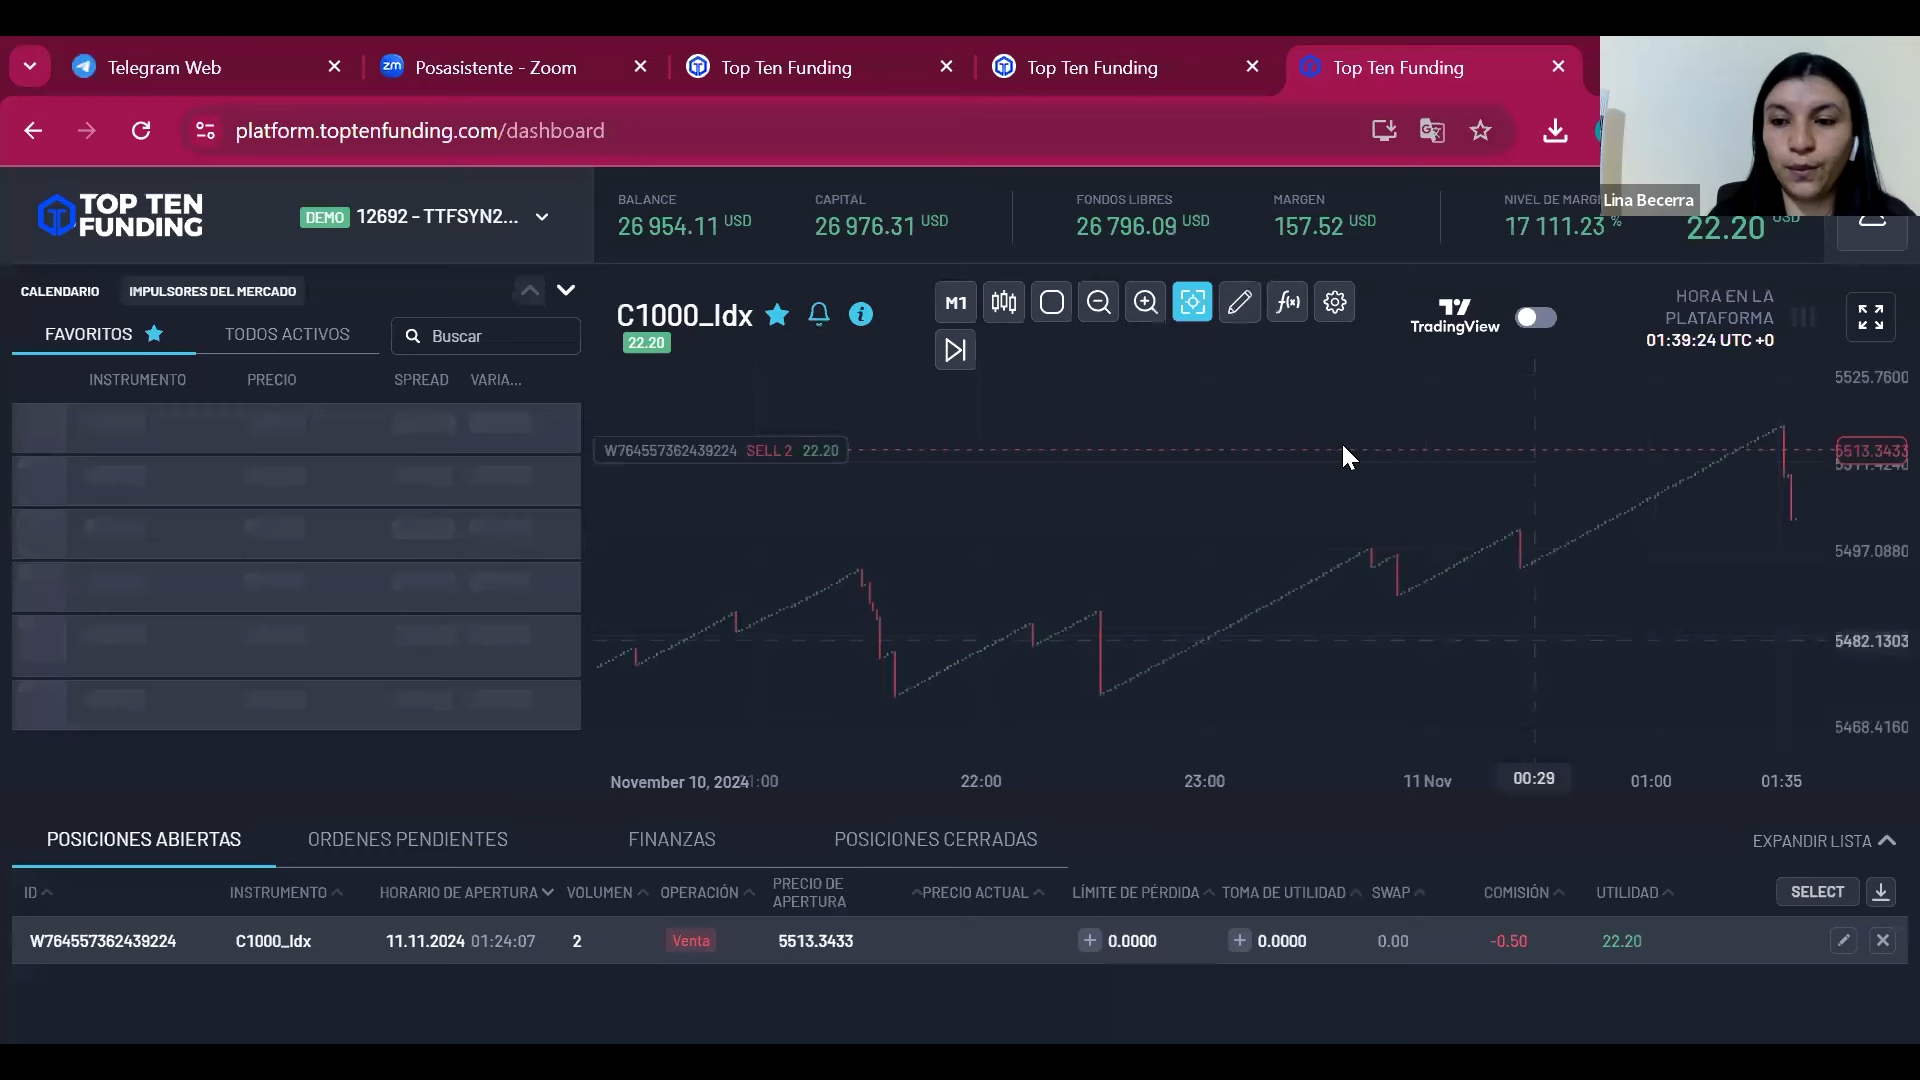 Telegram Web
zm Posasistente - Zoom
Top Ten Funding
Top Ten Funding
Top Ten Funding
platform.toptenfunding.com/dashboard
Lina Becerra
TOP TEN
FUNDING
DEMO 12692 - TTFSYN2...
BALANCE
26 954.11 USD
CAPITAL
26 976.31 USD
FONDOS LIBRES
26 796.09 USD
MARGEN
157.52 USD
NIVEL DE MARGE
17 111.23 %
22.20 USD
CALENDARIO
IMPULSORES DEL MERCADO
FAVORITOS
TODOS ACTIVOS
Buscar
INSTRUMENTO PRECIO SPREAD VARIA...
C1000_Idx
22.20
M1
f(x)
TradingView
HORA EN LA
PLATAFORMA
01:39:24 UTC +0
5525.7600
W764557362439224 SELL 2 22.20
5513.3433
5497.0880
5482.1303
5468.4160
November 10, 2024 22:00 23:00 11 Nov 00:29 01:00 01:35
POSICIONES ABIERTAS
ORDENES PENDIENTES
FINANZAS
POSICIONES CERRADAS
EXPANDIR LISTA
ID INSTRUMENTO HORARIO DE APERTURA VOLUMEN OPERACIÓN PRECIO DE APERTURA PRECIO ACTUAL LÍMITE DE PÉRDIDA TOMA DE UTILIDAD SWAP COMISIÓN UTILIDAD SELECT
W764557362439224 C1000_Idx 11.11.2024 01:24:07 2 Venta 5513.3433 0.0000 0.0000 0.00 -0.50 22.20